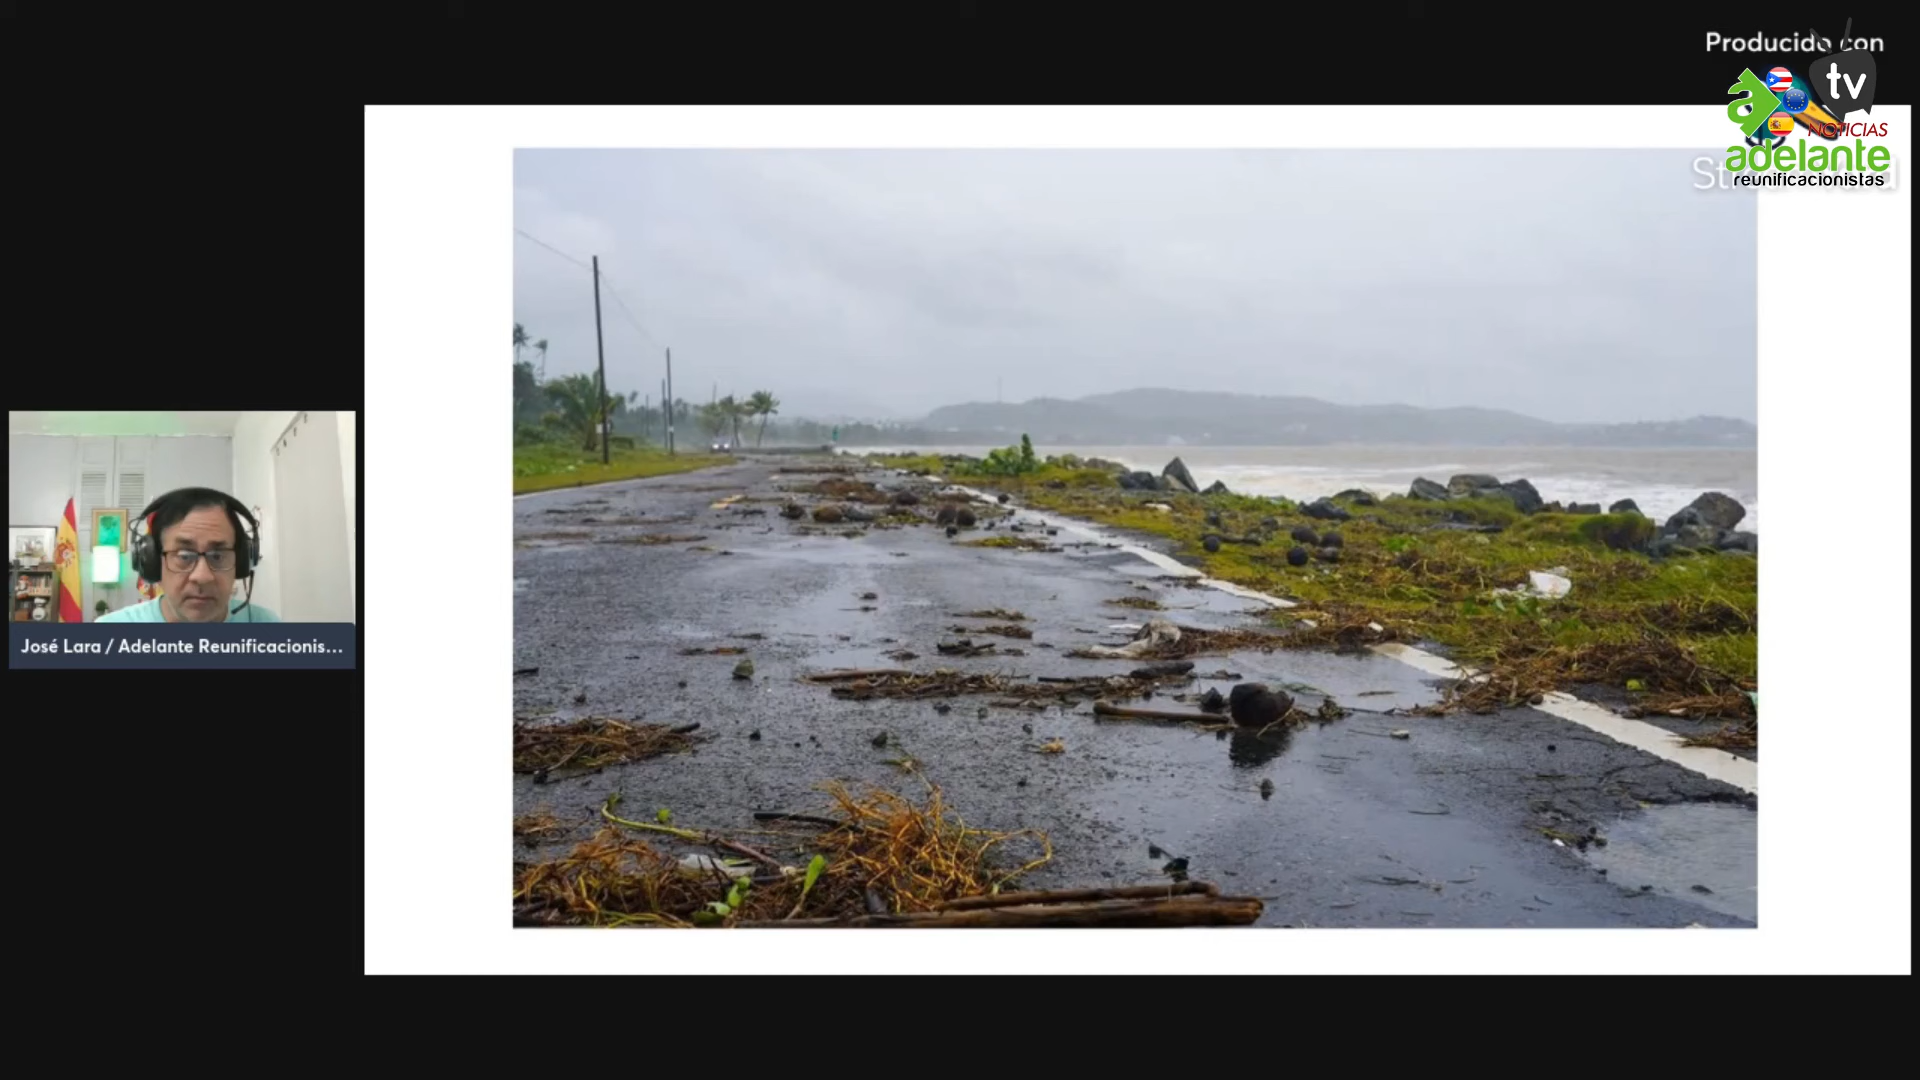 Producido con
tv
a
NOTICIAS
adelante
reunificacionistas
José Lara / Adelante Reunificacionis...